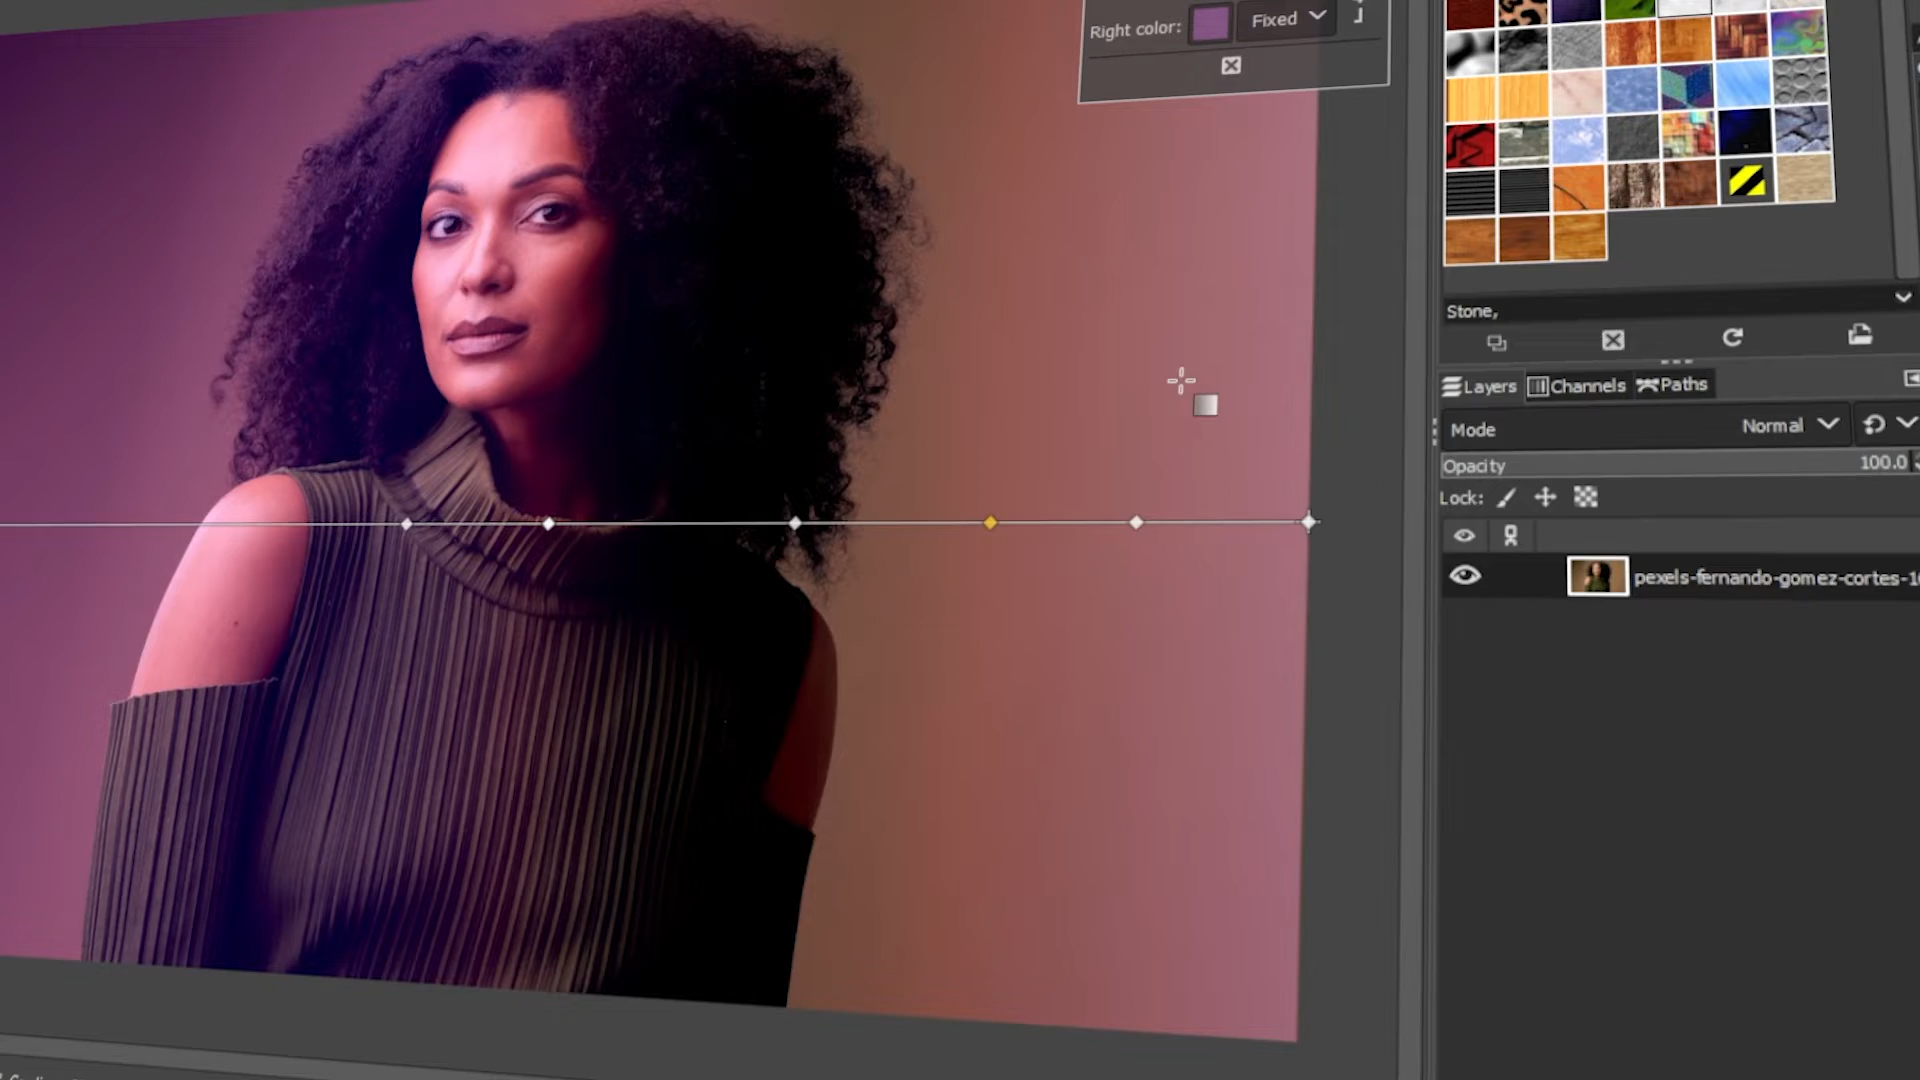 Right color: Fixed
Stone,
Layers Channels Paths
Mode Normal
Opacity 100.0
Lock:
pexels-fernando-gomez-cortes-1